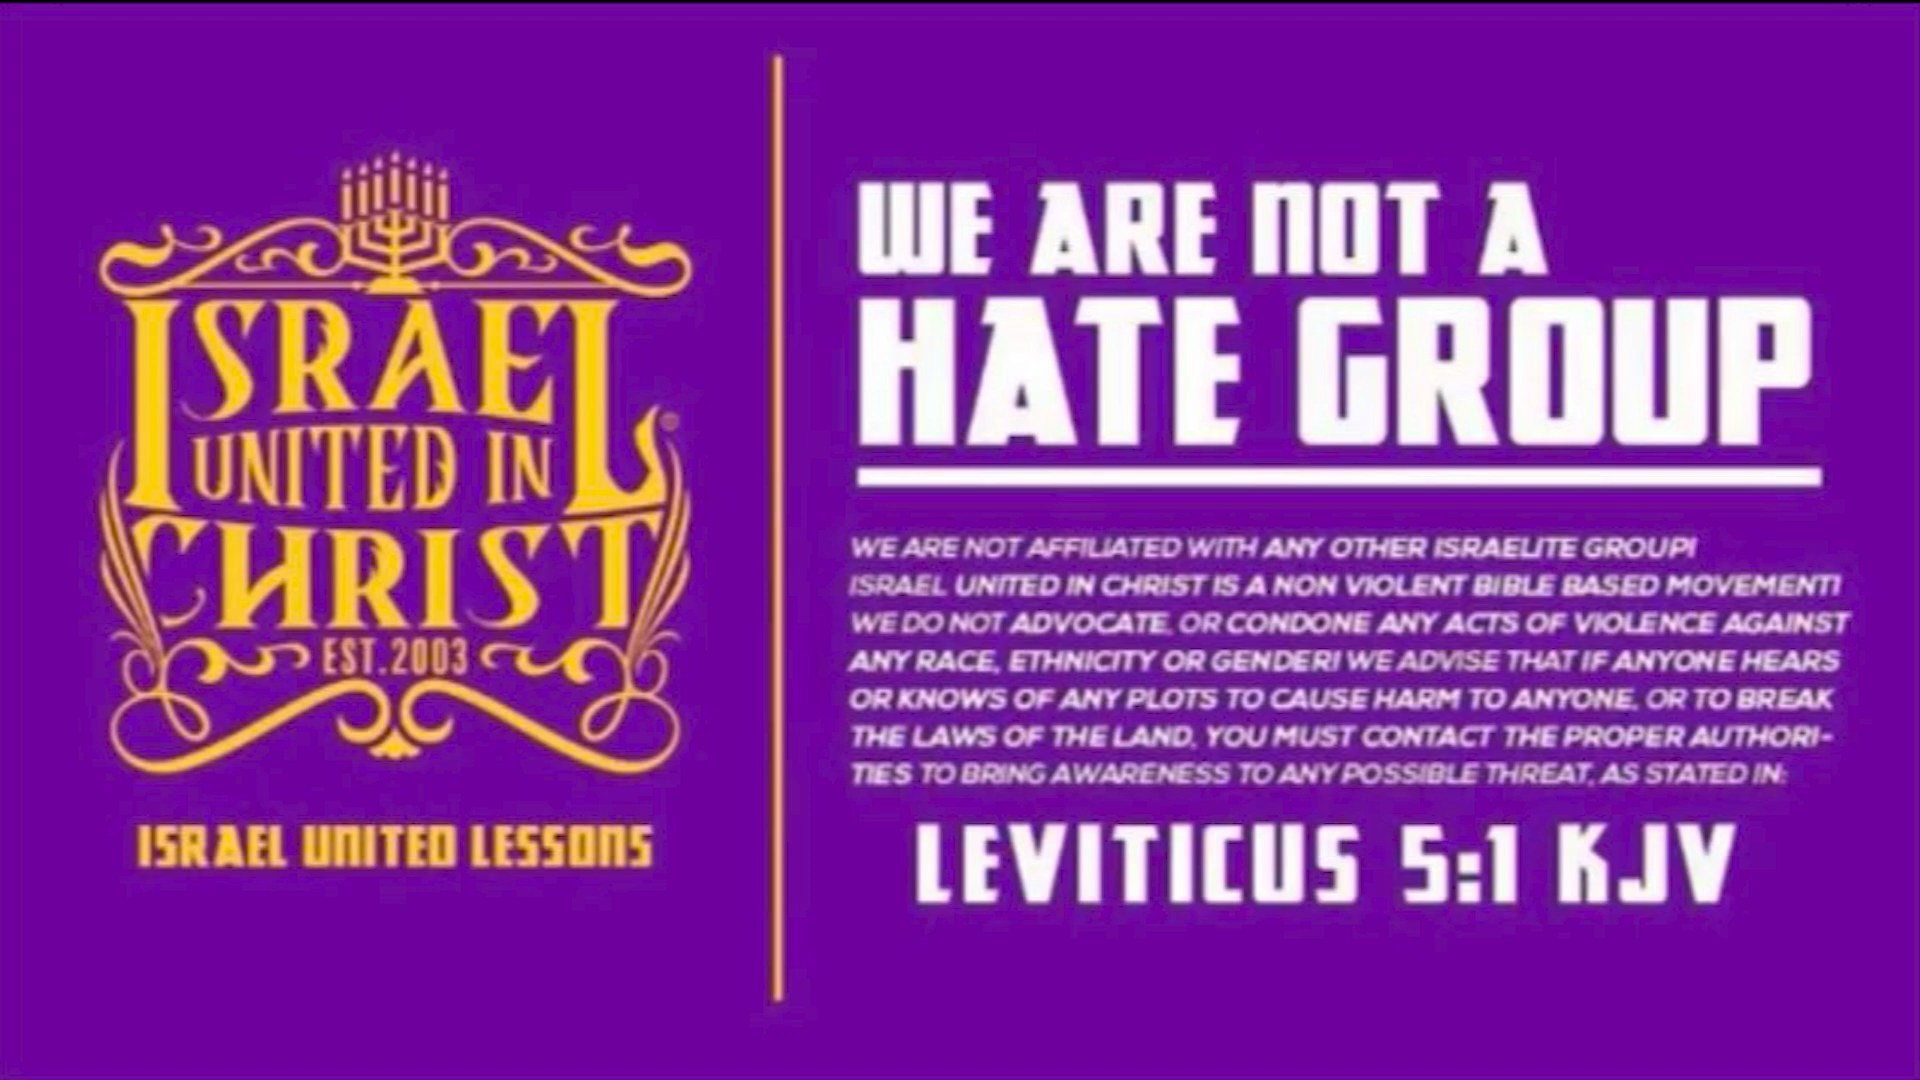 ISRAEL
UNITED IN
CHRIST
®
EST.2003
ISRAEL UNITED LESSONS
WE ARE NOT A
HATE GROUP
WE ARE NOT AFFILIATED WITH ANY OTHER ISRAELITE GROUP!
ISRAEL UNITED IN CHRIST IS A NON VIOLENT BIBLE BASED MOVEMENT!
WE DO NOT ADVOCATE, OR CONDONE ANY ACTS OF VIOLENCE AGAINST
ANY RACE, ETHNICITY OR GENDER! WE ADVISE THAT IF ANYONE HEARS
OR KNOWS OF ANY PLOTS TO CAUSE HARM TO ANYONE, OR TO BREAK
THE LAWS OF THE LAND, YOU MUST CONTACT THE PROPER AUTHORI-
TIES TO BRING AWARENESS TO ANY POSSIBLE THREAT, AS STATED IN:
LEVITICUS 5:1 KJV